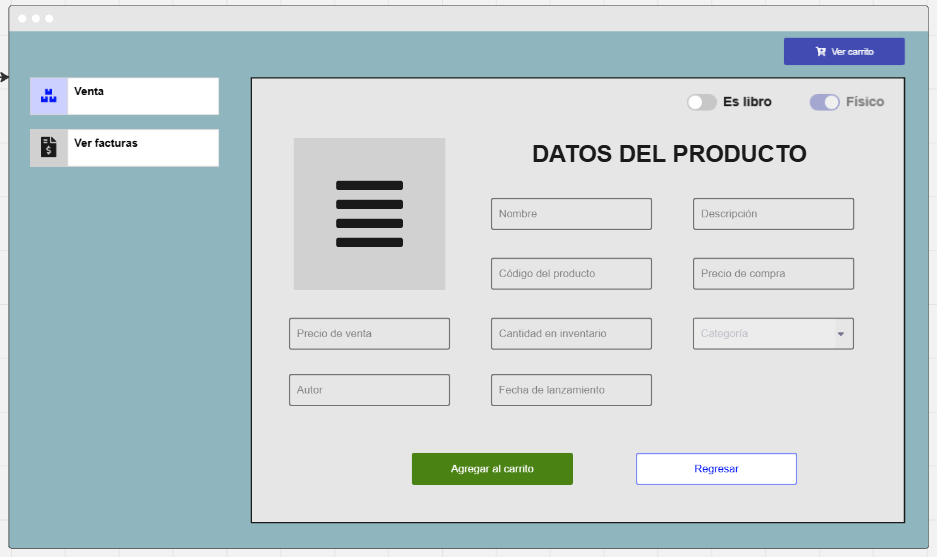 Ver carrito
Venta
Ver facturas
Es libro
Físico
DATOS DEL PRODUCTO
Nombre
Descripción
Código del producto
Precio de compra
Precio de venta
Cantidad en inventario
Categoría
Autor
Fecha de lanzamiento
Agregar al carrito
Regresar